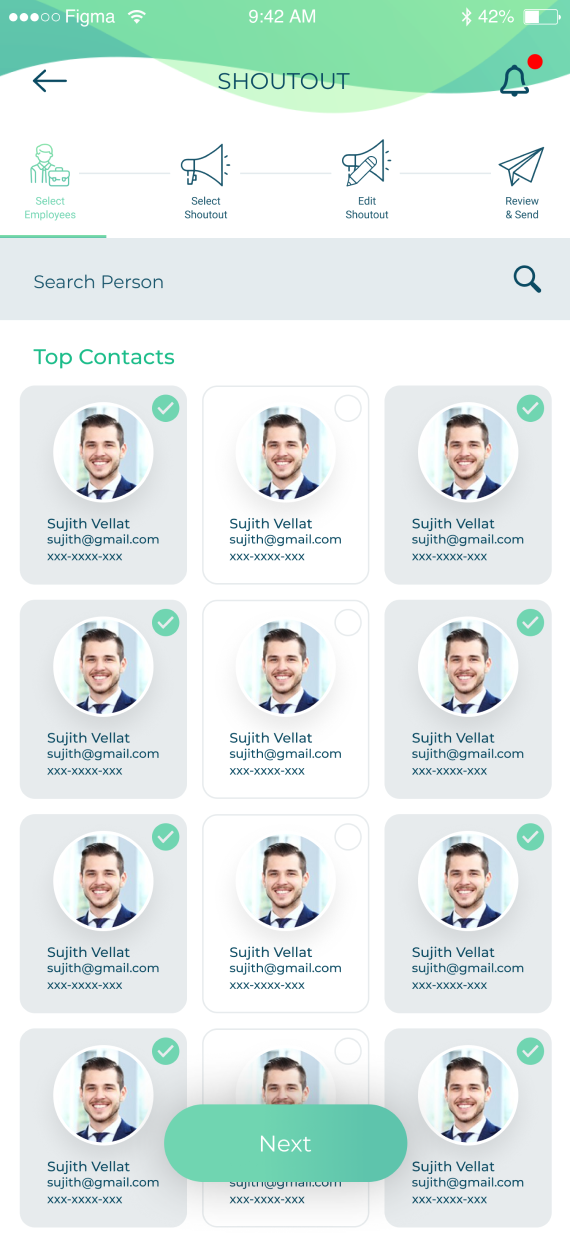 Figma 9:42 AM 42%
SHOUTOUT
Select Employees
Select Shoutout
Edit Shoutout
Review & Send
Search Person
Top Contacts
Sujith Vellat Sujith Vellat Sujith Vellat
sujith@gmail.com sujith@gmail.com sujith@gmail.com
xxx-xxxx-xxx xxx-xxxx-xxx xxx-xxxx-xxx
Sujith Vellat Sujith Vellat Sujith Vellat
sujith@gmail.com sujith@gmail.com sujith@gmail.com
xxx-xxxx-xxx xxx-xxxx-xxx xxx-xxxx-xxx
Sujith Vellat Sujith Vellat Sujith Vellat
sujith@gmail.com sujith@gmail.com sujith@gmail.com
xxx-xxxx-xxx xxx-xxxx-xxx xxx-xxxx-xxx
Next
Sujith Vellat Sujith Vellat
sujith@gmail.com sujith@gmail.com sujith@gmail.com
xxx-xxxx-xxx xxx-xxxx-xxx xxx-xxxx-xxx